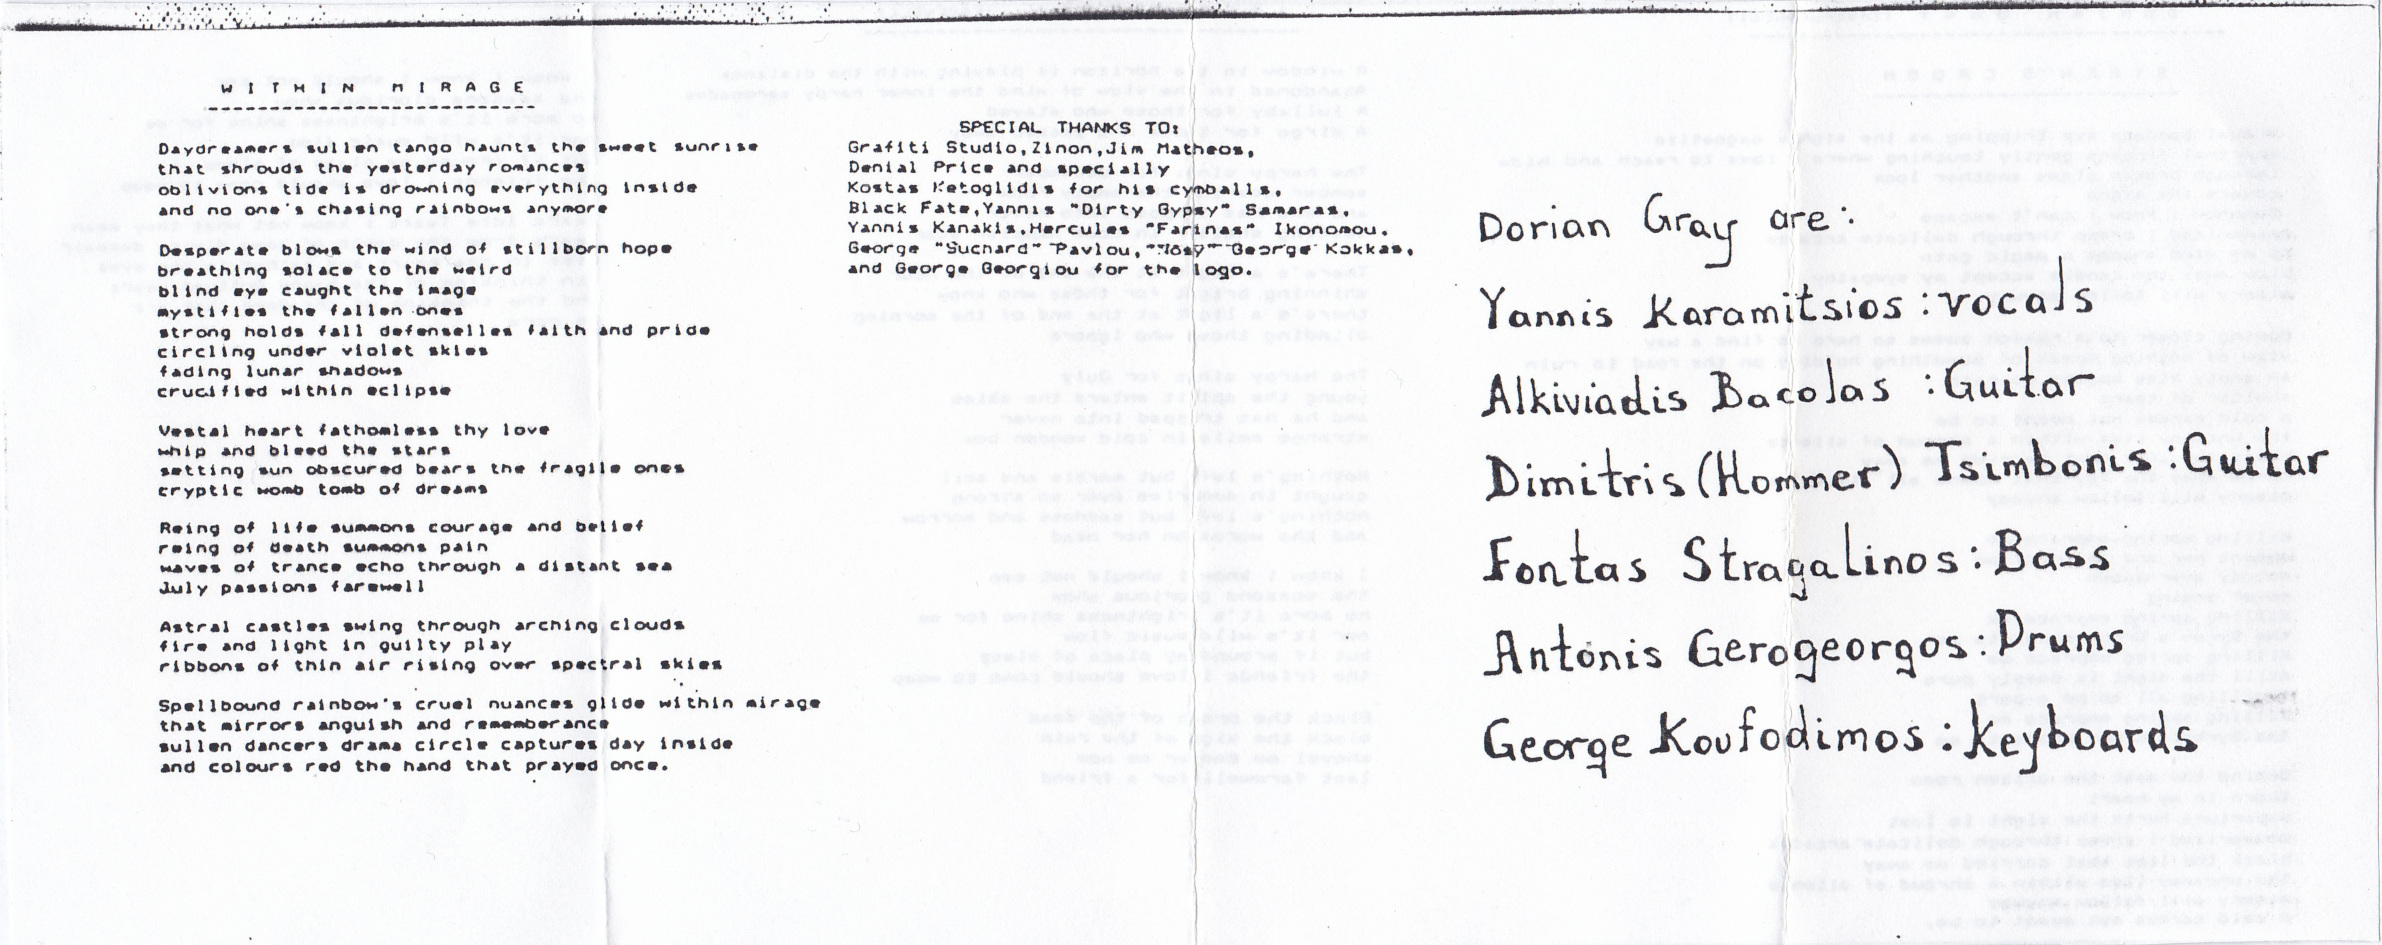 WITHIN MIRAGE
Daydreamers sullen tango haunts the sweet sunrise
that shrouds the yesterday romances
oblivions tide is drowning everything inside
and no one's chasing rainbows anymore
Desperate blows the wind of stillborn hope
breathing solace to the weird
blind eye caught the image
mystifies the fallen ones
strong holds fall defenselles faith and pride
circling under violet skies
fading lunar shadows
crucified within eclipse
Vestal heart fathomless thy love
whip and bleed the stars
setting sun obscured bears the fragile ones
cryptic womb tomb of dreams
Reing of life summons courage and belief
reing of death summons pain
waves of trance echo through a distant sea
July passions farewell
Astral castles swing through arching clouds
fire and light in guilty play
ribbons of thin air rising over spectral skies
Spellbound rainbow's cruel nuances glide within mirage
that mirrors anguish and rememberance
sullen dancers drama circle captures day inside
and colours red the hand that prayed once.
SPECIAL THANKS TO:
Grafiti Studio,Zinon,Jim Matheos,
Denial Price and specially
Kostas Ketoglidis for his cymballs,
Black Fate,Yannis "Dirty Gypsy" Samaras,
Yannis Kanakis,Hercules "Farinas" Ikonomou,
George "Suchard" Pavlou, George Kokkas,
and George Georgiou for the logo.
Dorian Gray are:
Yannis Karamitsios : vocals
Alkiviadis Bacolas : Guitar
Dimitris (Hommer) Tsimbonis : Guitar
Fontas Stragalinos : Bass
Antonis Gerogeorgos : Drums
George Koufodimos : keyboards